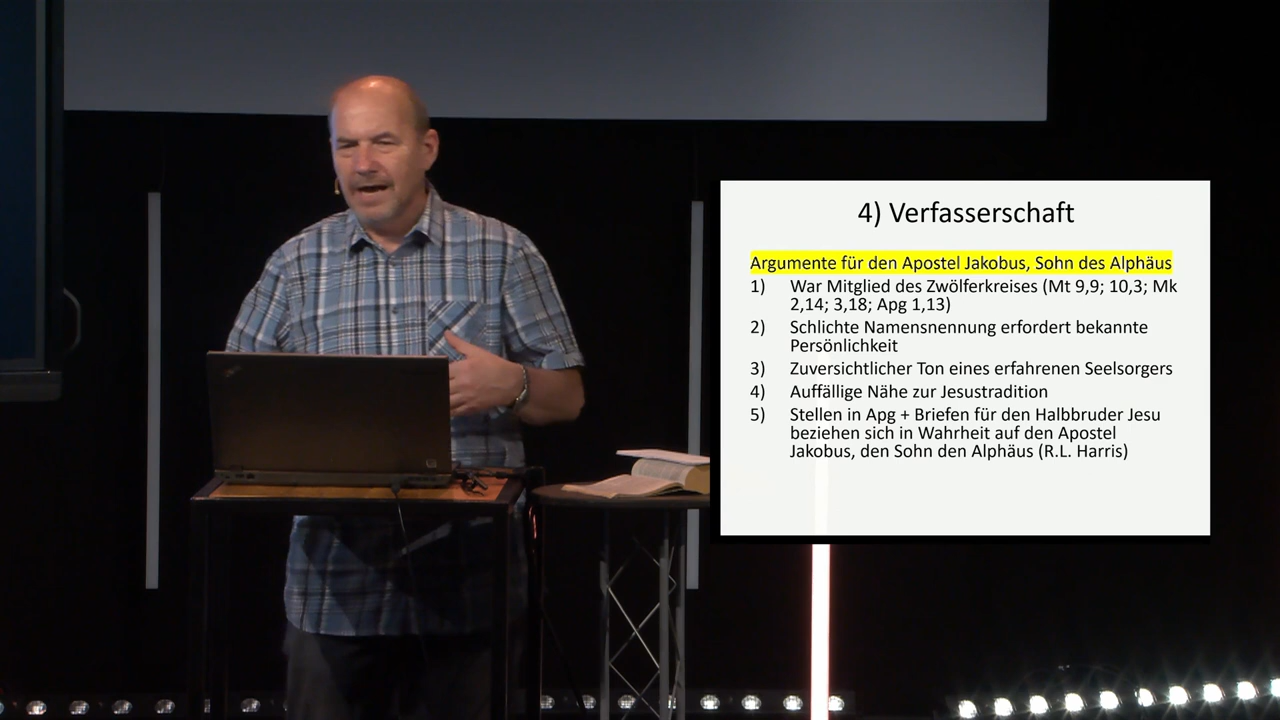 4) Verfasserschaft
Argumente für den Apostel Jakobus, Sohn des Alphäus
1) War Mitglied des Zwölferkreises (Mt 9,9; 10,3; Mk
2,14; 3,18; Apg 1,13)
2) Schlichte Namensnennung erfordert bekannte
Persönlichkeit
3) Zuversichtlicher Ton eines erfahrenen Seelsorgers
4) Auffällige Nähe zur Jesustradition
5) Stellen in Apg + Briefen für den Halbbruder Jesu
beziehen sich in Wahrheit auf den Apostel
Jakobus, den Sohn den Alphäus (R.L. Harris)